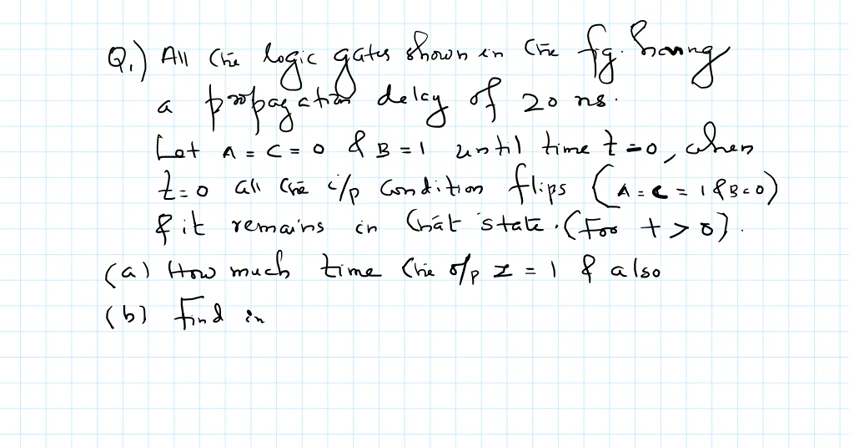 Q.) All the logic gates shown in the fig. having
a propagation delay of 20 ns.
Let A = C = 0 & B = 1 until time t = 0, when
t = 0 all the i/p condition flips (A = C = 1 & B = 0)
& it remains in that state. (For t > 0).
(a) How much time the o/p Z = 1 & also
(b) Find in